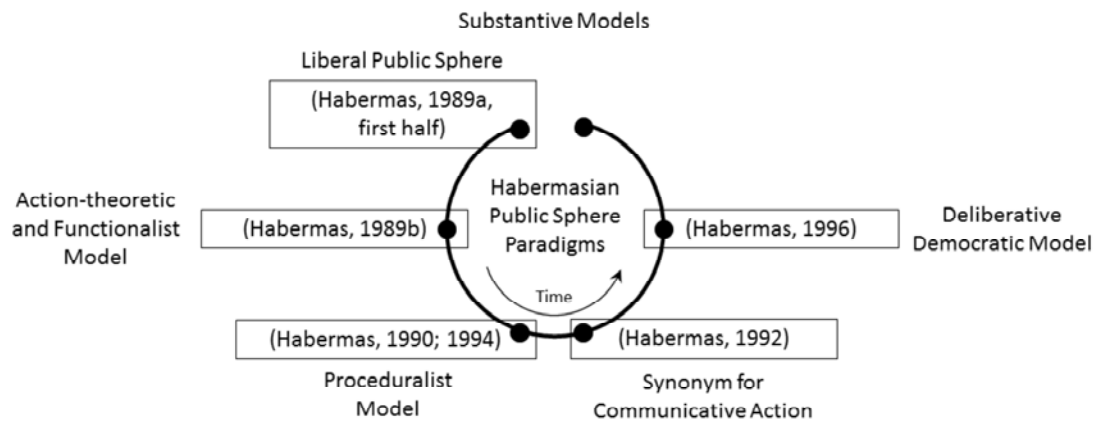 Substantive Models
Liberal Public Sphere
(Habermas, 1989a,
first half)
Action-theoretic
and Functionalist
Model
(Habermas, 1989b)
Habermasian
Public Sphere
Paradigms
(Habermas, 1996)
Deliberative
Democratic Model
Time
(Habermas, 1990; 1994)
(Habermas, 1992)
Proceduralist
Model
Synonym for
Communicative Action